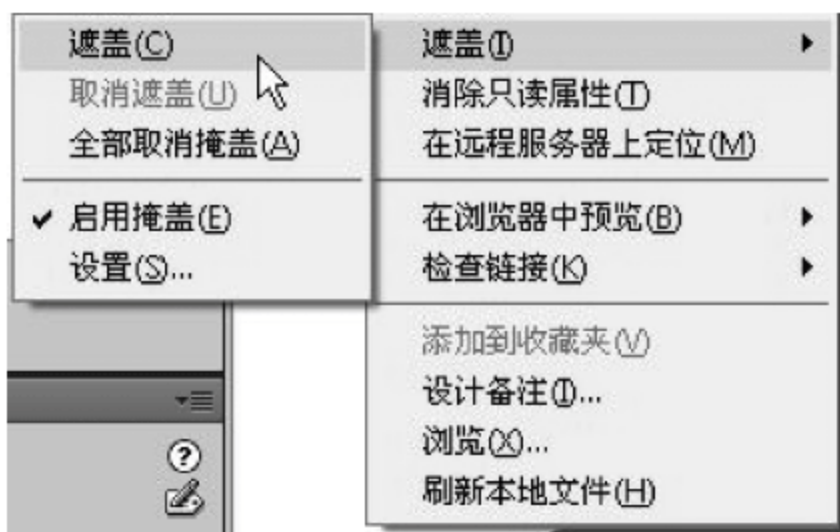 遮盖(C)
取消遮盖(U)
全部取消掩盖(A)
启用掩盖(E)
设置(S)...
遮盖(I)
消除只读属性(T)
在远程服务器上定位(M)
在浏览器中预览(B)
检查链接(K)
添加到收藏夹(V)
设计备注(I)...
浏览(X)...
刷新本地文件(H)